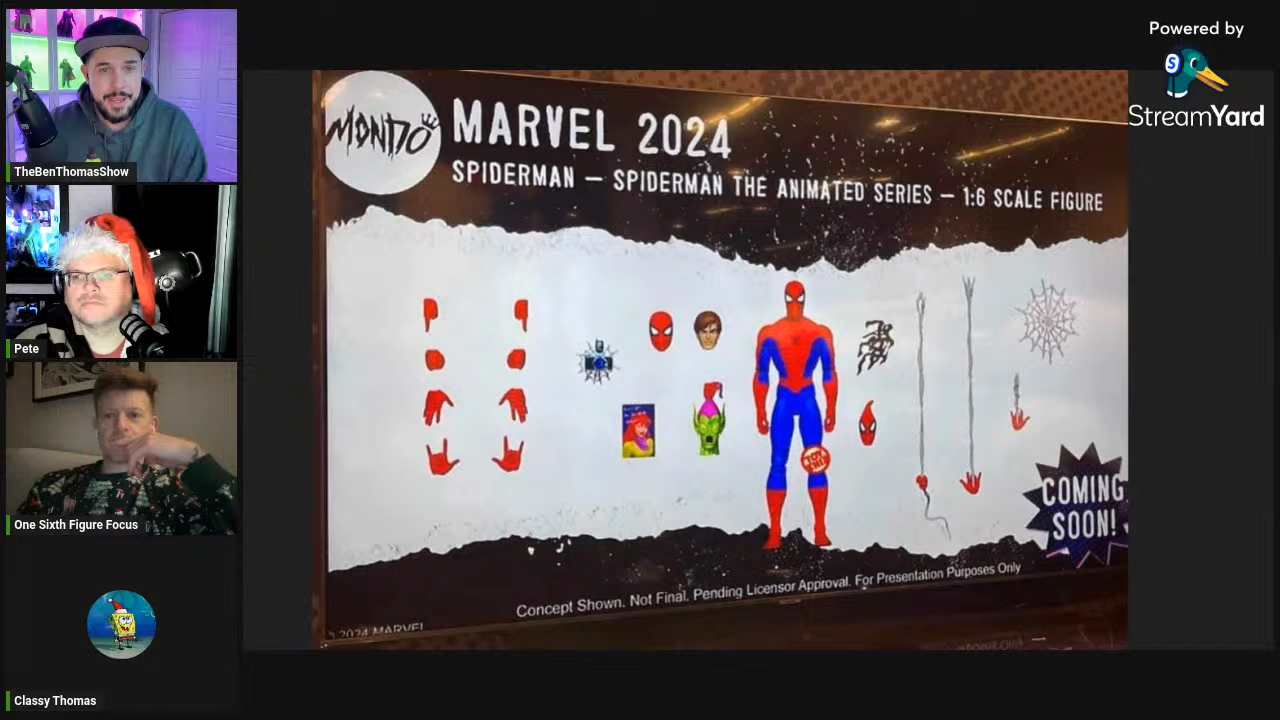 TheBenThomasShow
Pete
One Sixth Figure Focus
Classy Thomas
Powered by
S
StreamYard
MONDO
MARVEL 2024
SPIDERMAN — SPIDERMAN THE ANIMATED SERIES — 1:6 SCALE FIGURE
COMING
SOON!
Concept Shown. Not Final. Pending Licensor Approval. For Presentation Purposes Only
2024 MARVEL